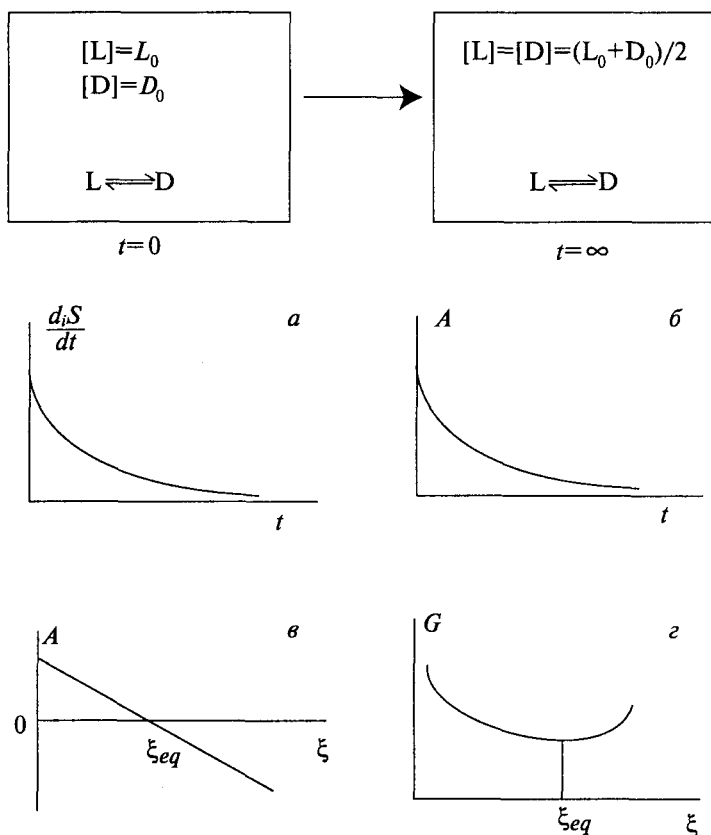 [L]=L₀
[D]=D₀
L⇌D
t=0
[L]=[D]=(L₀+D₀)/2
L⇌D
t=∞
dᵢS/dt
а
t
A
б
t
A
в
0
ξeq
ξ
G
г
ξeq
ξ